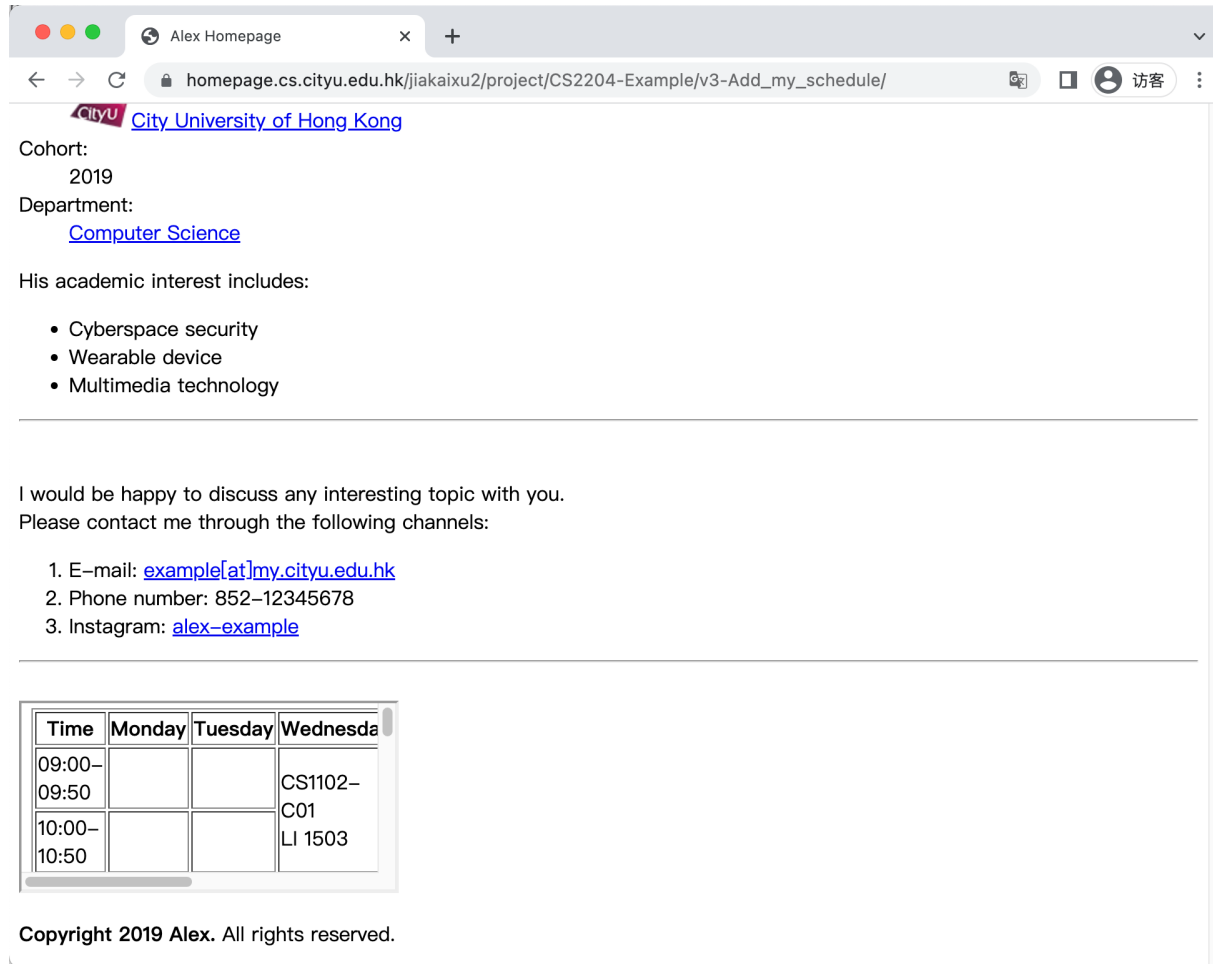 Alex Homepage
homepage.cs.cityu.edu.hk/jiakaixu2/project/CS2204-Example/v3-Add_my_schedule/
访客
CityU City University of Hong Kong
Cohort:
2019
Department:
Computer Science
His academic interest includes:
• Cyberspace security
• Wearable device
• Multimedia technology
I would be happy to discuss any interesting topic with you.
Please contact me through the following channels:
1. E-mail: example[at]my.cityu.edu.hk
2. Phone number: 852-12345678
3. Instagram: alex-example
Time Monday Tuesday Wednesda
09:00-
09:50
CS1102-
C01
LI 1503
10:00-
10:50
Copyright 2019 Alex. All rights reserved.